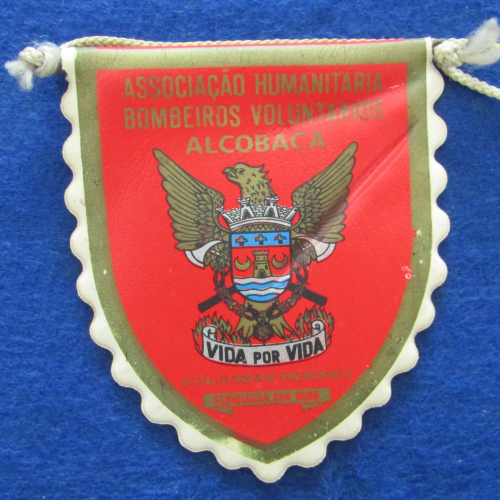 ASSOCIAÇÃO HUMANITARIA
BOMBEIROS VOLUNTARIOS
ALCOBAÇA
VIDA POR VIDA